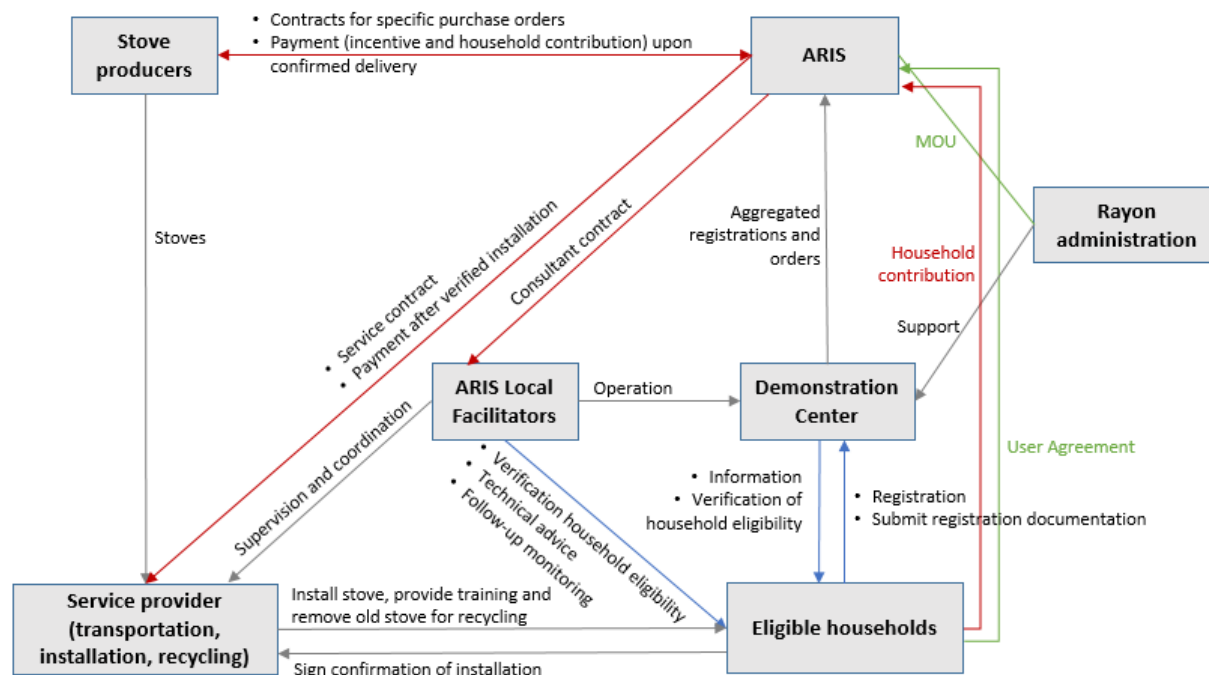 Stove
producers
• Contracts for specific purchase orders
• Payment (incentive and household contribution) upon
confirmed delivery
ARIS
MOU
Rayon
administration
Stoves
• Service contract
• Payment after verified installation
Consultant contract
Aggregated
registrations and
orders
Household
contribution
Support
ARIS Local
Facilitators
Operation
Demonstration
Center
User Agreement
Supervision and coordination
• Verification household eligibility
• Technical advice
• Follow-up monitoring
• Information
• Verification of
household eligibility
• Registration
• Submit registration documentation
Service provider
(transportation,
installation, recycling)
Install stove, provide training and
remove old stove for recycling
Eligible households
Sign confirmation of installation